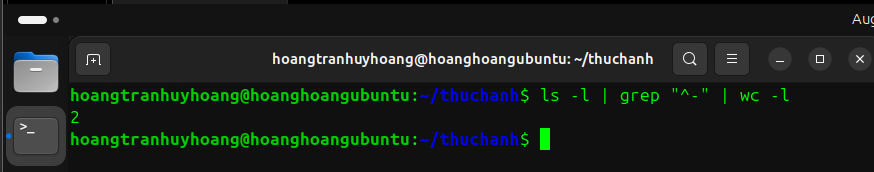 Aug
hoangtranhuyhoang@hoanghoangubuntu: ~/thuchanh
hoangtranhuyhoang@hoanghoangubuntu:~/thuchanh$ ls -l | grep "^-" | wc -l
2
hoangtranhuyhoang@hoanghoangubuntu:~/thuchanh$